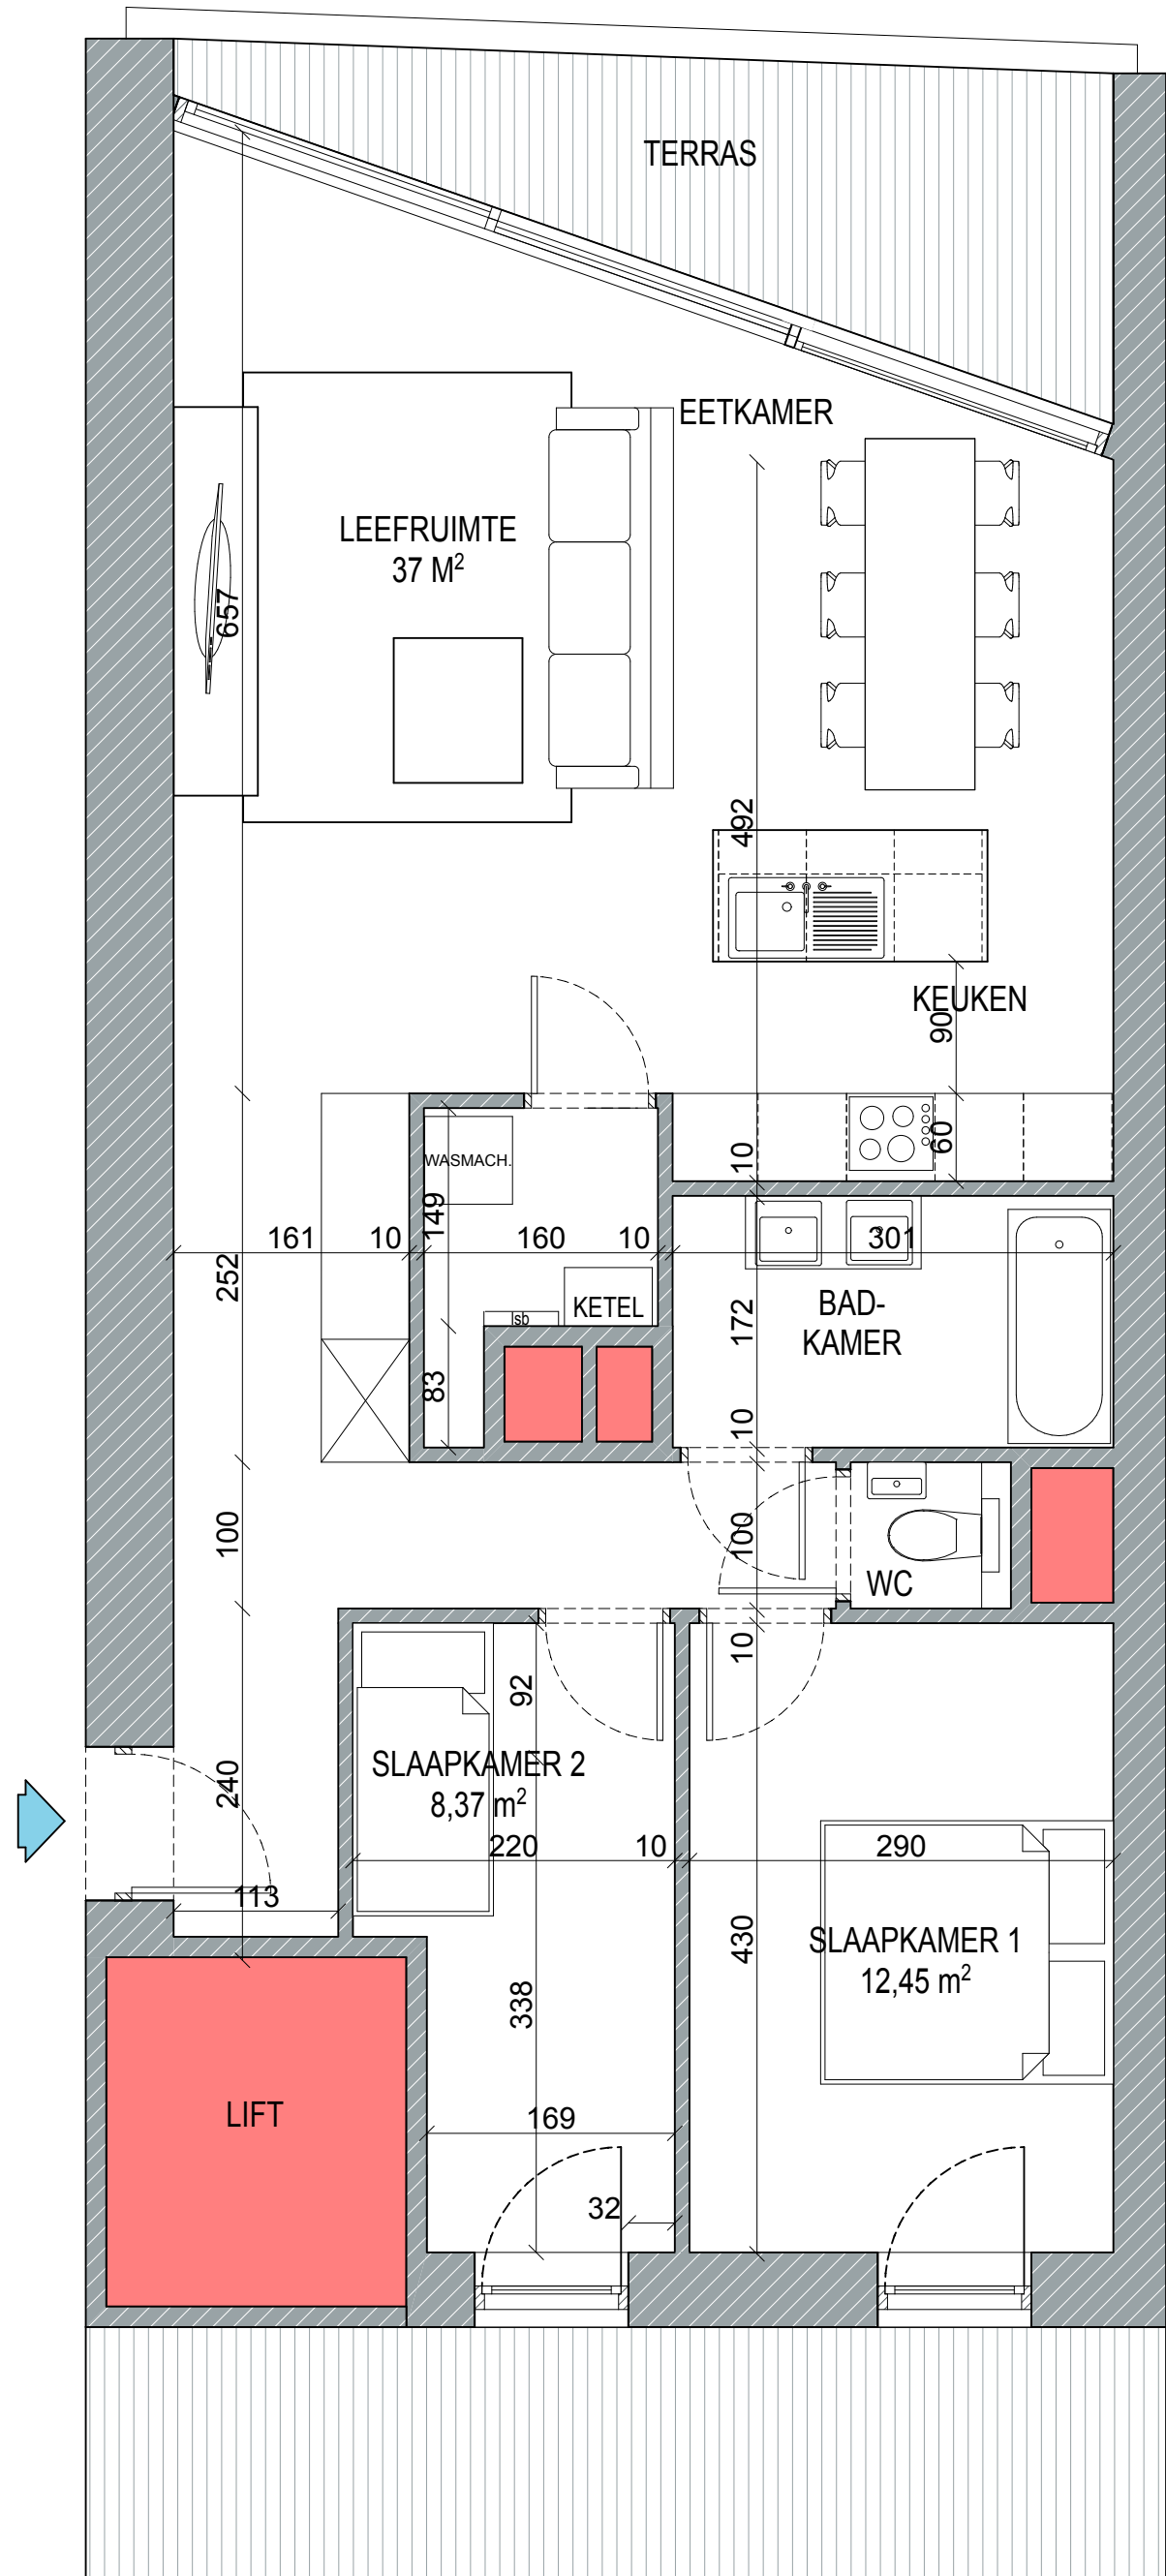 TERRAS
EETKAMER
LEEFRUIMTE
37 M²
657
492
KEUKEN
90
WASMACH.
10
60
149
161
10
160
10
301
252
KETEL
sb
172
BAD-
KAMER
83
10
100
100
WC
10
92
SLAAPKAMER 2
8,37 m²
240
220
10
290
113
430
SLAAPKAMER 1
12,45 m²
338
LIFT
169
32